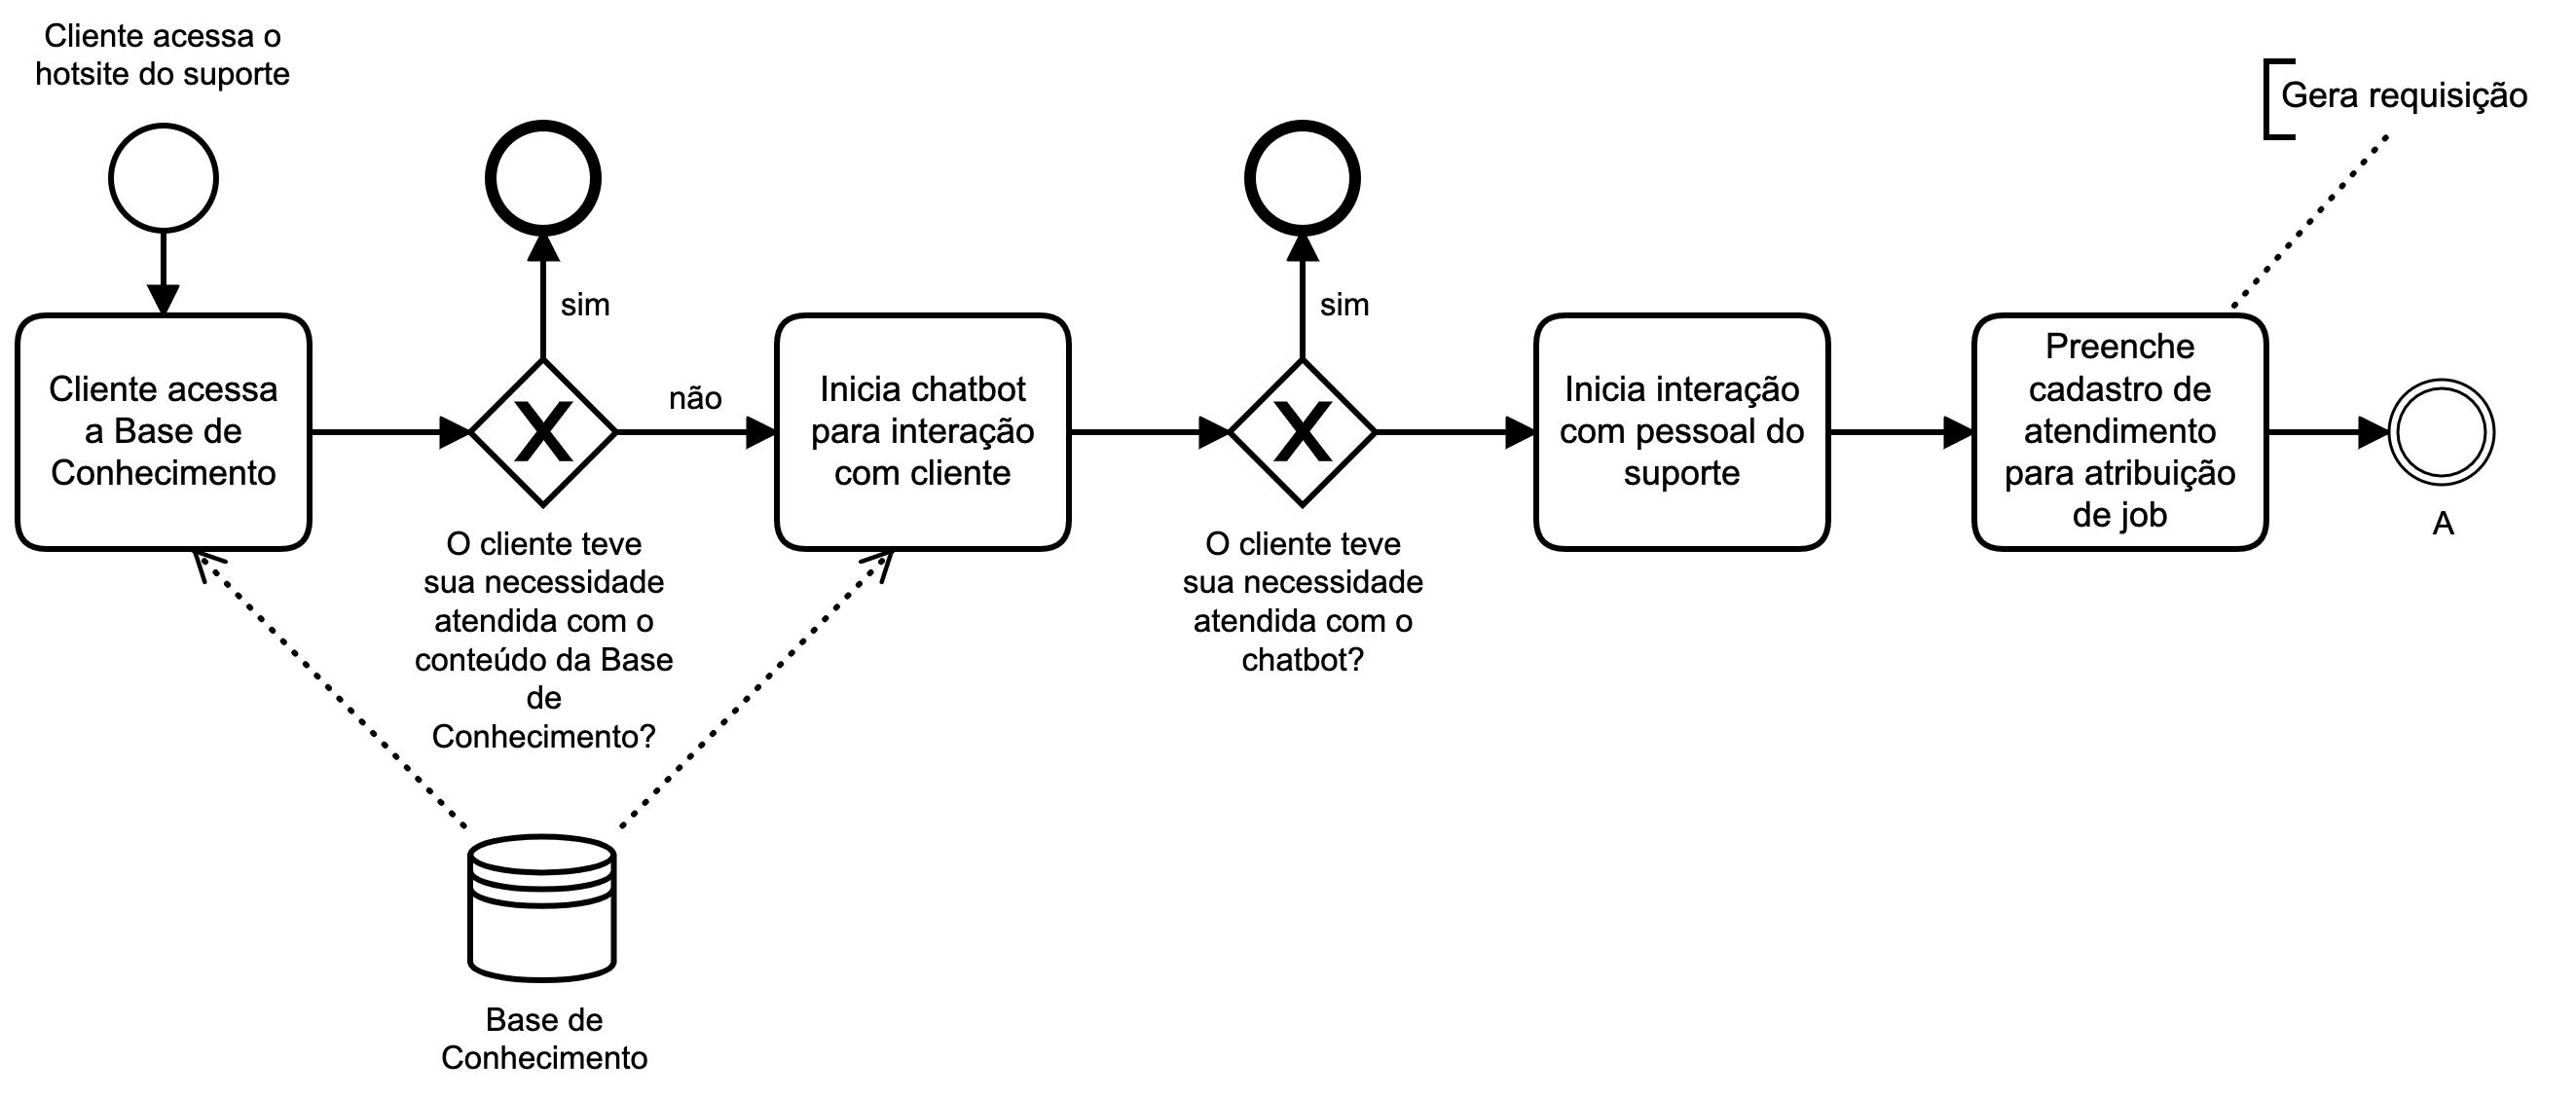 Cliente acessa o
hotsite do suporte
Gera requisição
sim
sim
Cliente acessa
a Base de
Conhecimento
X
não
Inicia chatbot
para interação
com cliente
X
Inicia interação
com pessoal do
suporte
Preenche
cadastro de
atendimento
para atribuição
de job
A
O cliente teve
sua necessidade
atendida com o
conteúdo da Base
de
Conhecimento?
O cliente teve
sua necessidade
atendida com o
chatbot?
Base de
Conhecimento